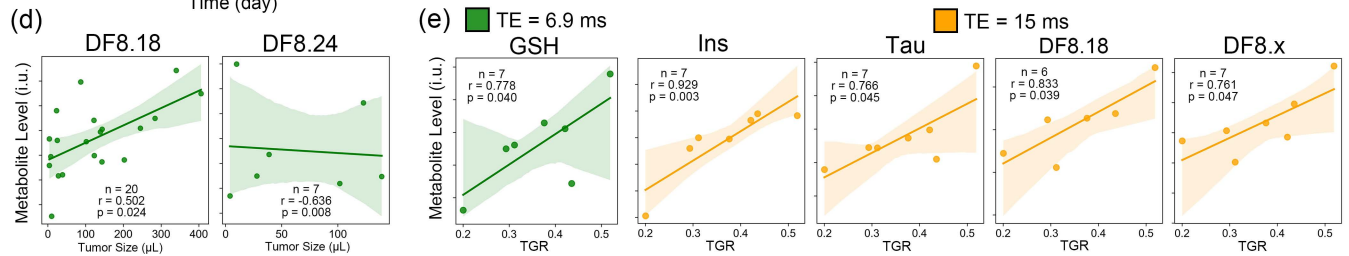 Time (day)
(d)
DF8.18
DF8.24
Metabolite Level (i.u.)
n = 20
r = 0.502
p = 0.024
0 100 200 300 400
Tumor Size (µL)
n = 7
r = -0.636
p = 0.008
0 50 100
Tumor Size (µL)
(e)
TE = 6.9 ms
TE = 15 ms
GSH
Ins
Tau
DF8.18
DF8.x
Metabolite Level (i.u.)
n = 7
r = 0.778
p = 0.040
0.2 0.3 0.4 0.5
TGR
n = 7
r = 0.929
p = 0.003
0.2 0.3 0.4 0.5
TGR
n = 7
r = 0.766
p = 0.045
0.2 0.3 0.4 0.5
TGR
n = 6
r = 0.833
p = 0.039
0.2 0.3 0.4 0.5
TGR
n = 7
r = 0.761
p = 0.047
0.2 0.3 0.4 0.5
TGR